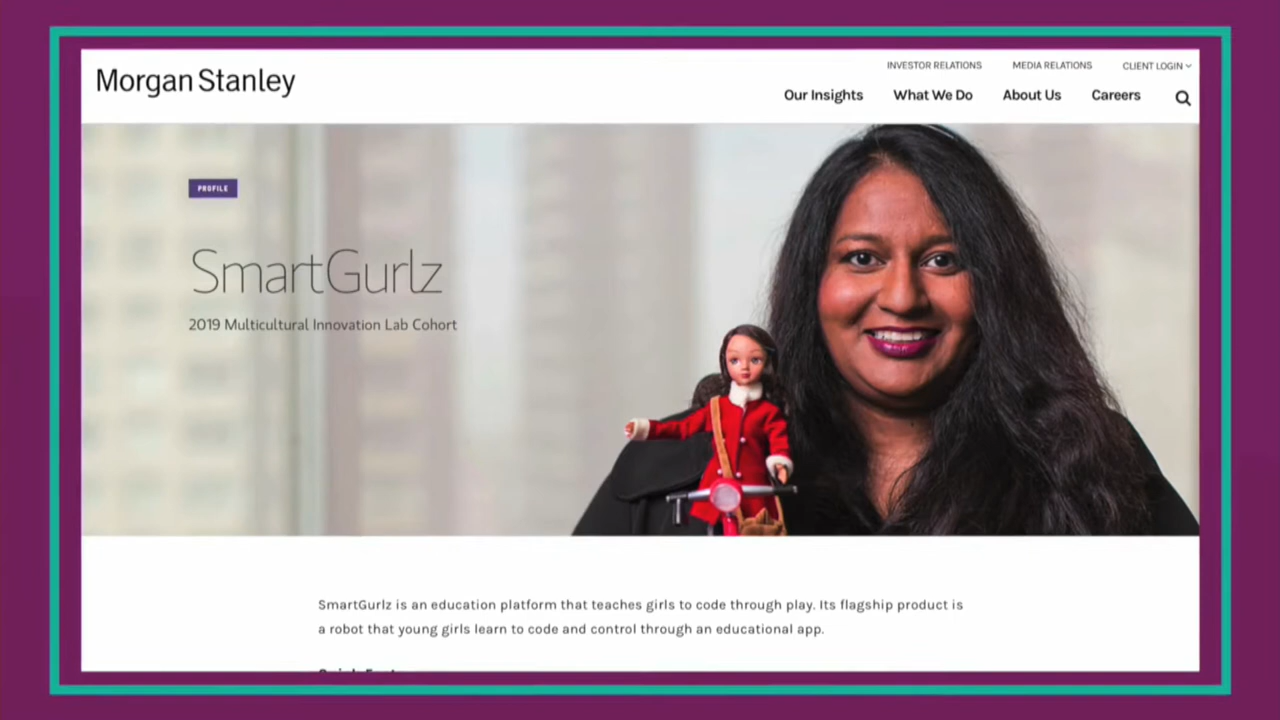 Morgan Stanley
INVESTOR RELATIONS
MEDIA RELATIONS
CLIENT LOGIN
Our Insights
What We Do
About Us
Careers
PROFILE
SmartGurlz
2019 Multicultural Innovation Lab Cohort
SmartGurlz is an education platform that teaches girls to code through play. Its flagship product is
a robot that young girls learn to code and control through an educational app.